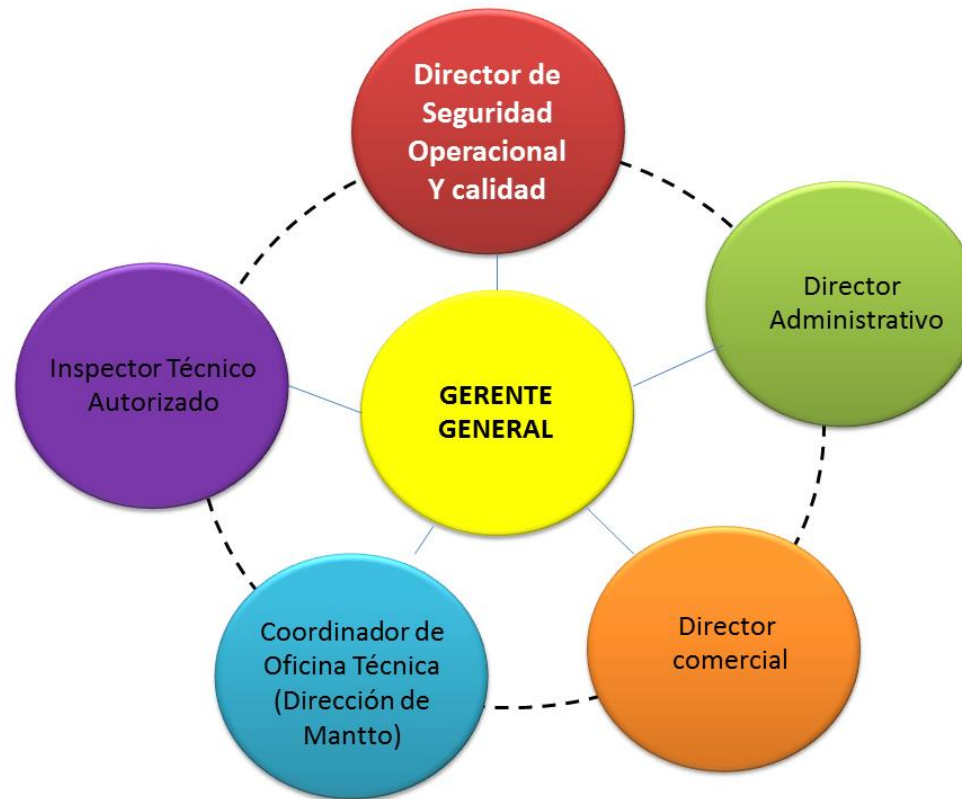 Director de
Seguridad
Operacional
Y calidad
Director
Administrativo
Inspector Técnico
Autorizado
GERENTE
GENERAL
Coordinador de
Oficina Técnica
(Dirección de
Mantto)
Director
comercial